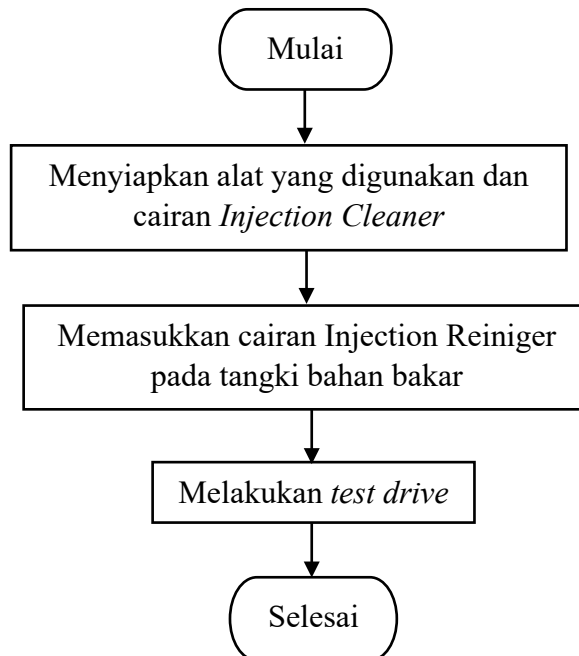 Mulai
Menyiapkan alat yang digunakan dan
cairan Injection Cleaner
Memasukkan cairan Injection Reiniger
pada tangki bahan bakar
Melakukan test drive
Selesai